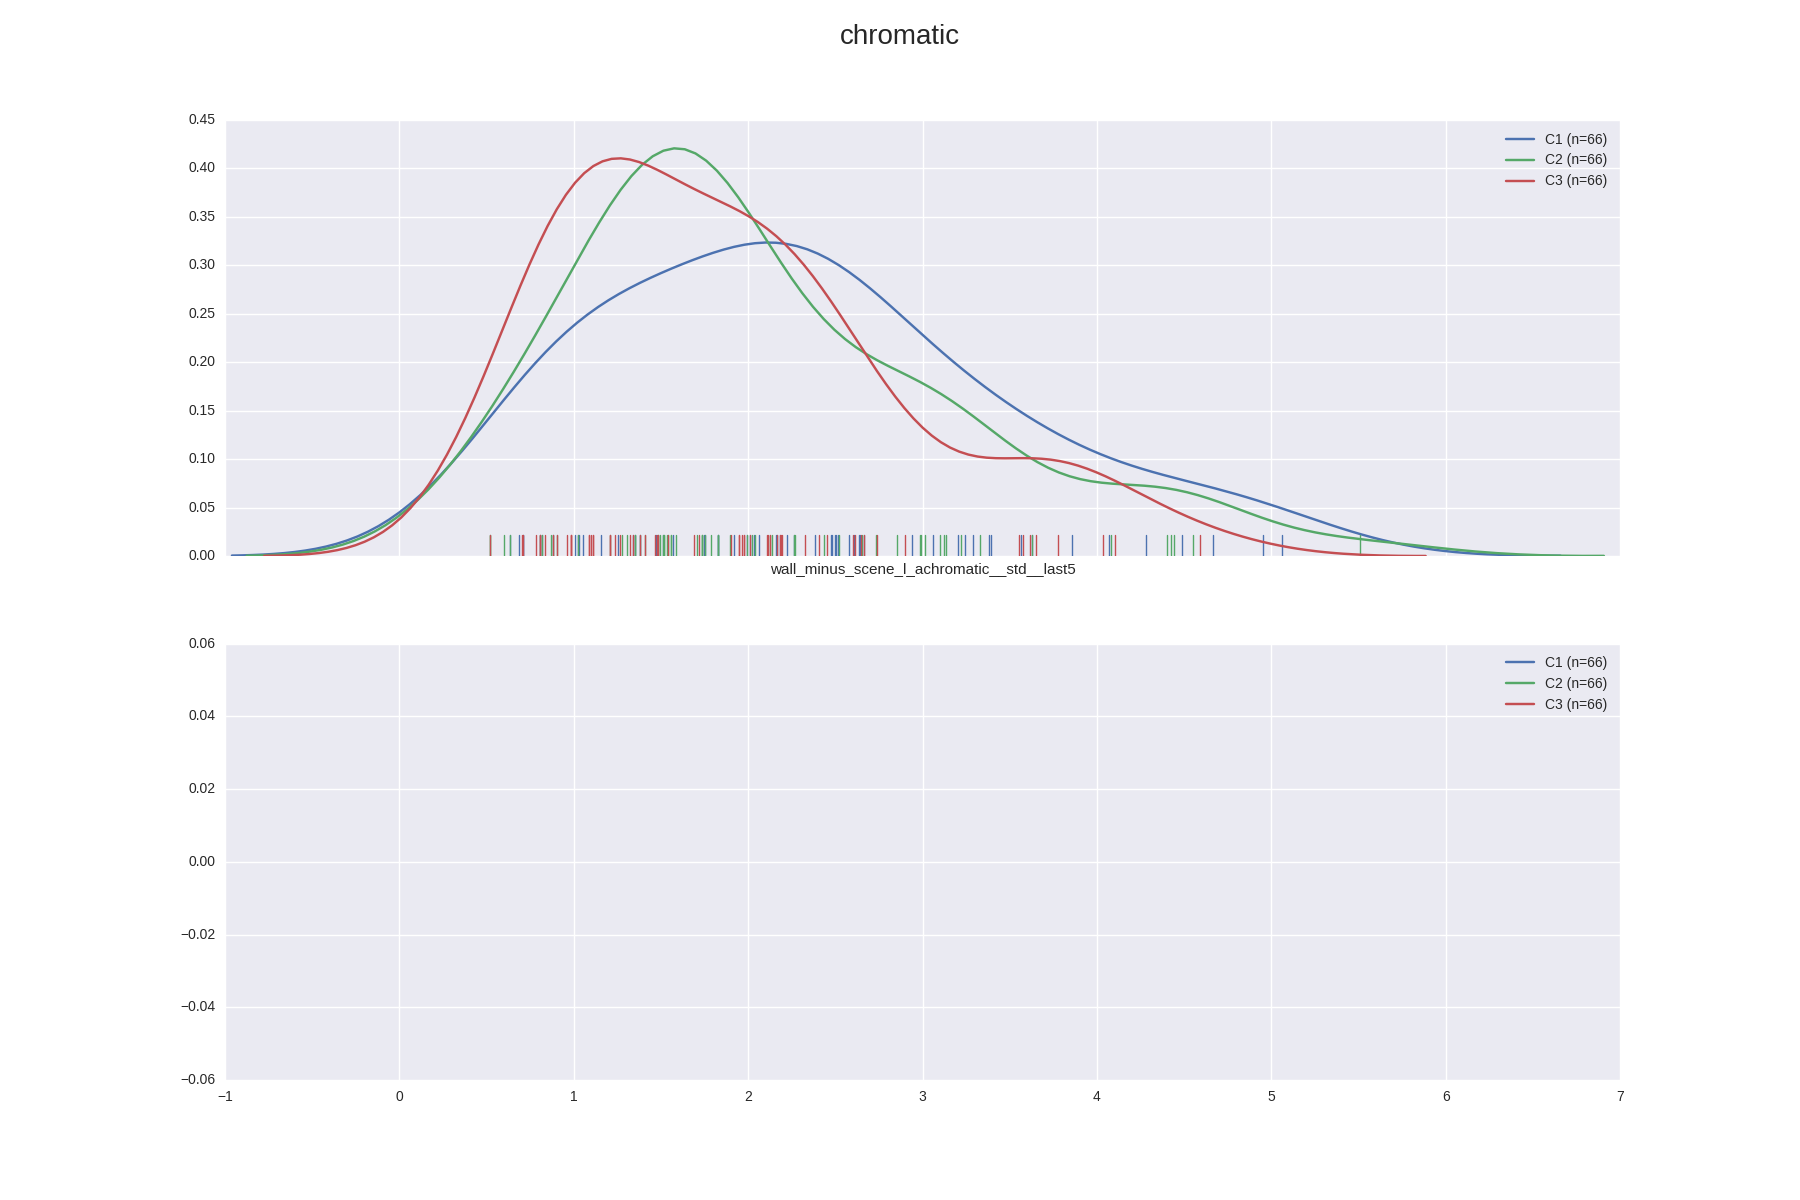 chromatic
0.45
0.40
0.35
0.30
0.25
0.20
0.15
0.10
0.05
0.00
C1 (n=66)
C2 (n=66)
C3 (n=66)
wall_minus_scene_l_achromatic__std__last5
0.06
0.04
0.02
0.00
−0.02
−0.04
−0.06
C1 (n=66)
C2 (n=66)
C3 (n=66)
−1 0 1 2 3 4 5 6 7